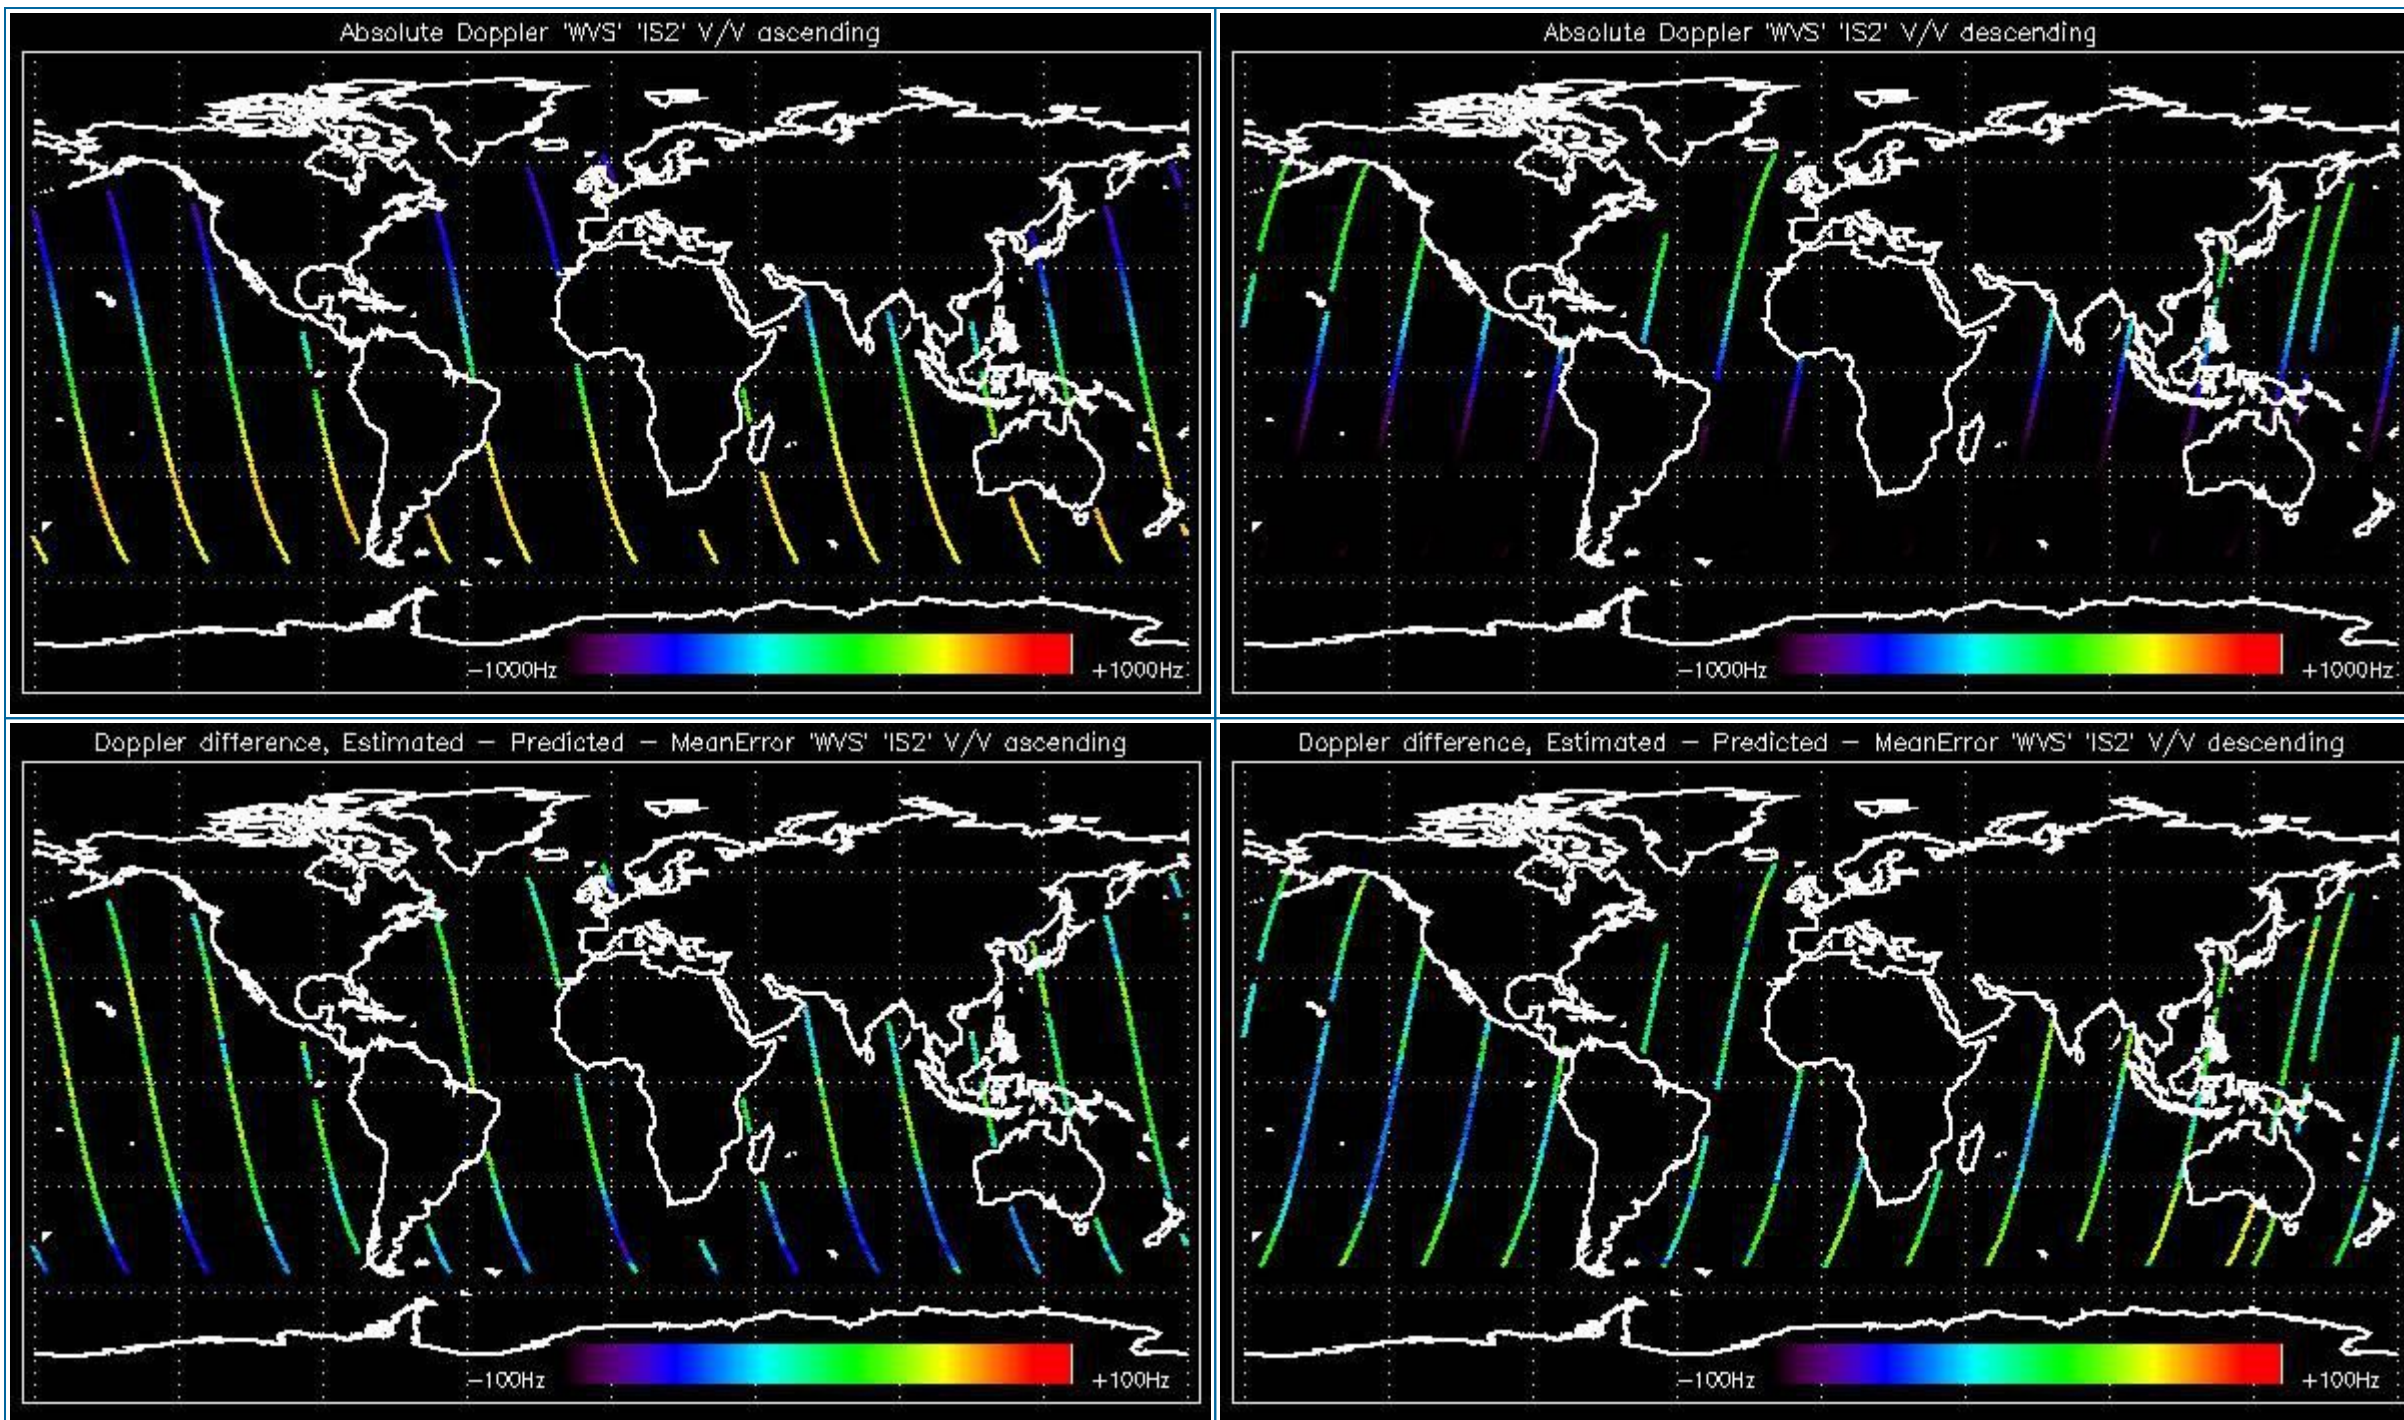 Absolute Doppler 'WVS' 'IS2' V/V ascending
-1000Hz
+1000Hz
Absolute Doppler 'WVS' 'IS2' V/V descending
-1000Hz
+1000Hz
Doppler difference, Estimated - Predicted - MeanError 'WVS' 'IS2' V/V ascending
-100Hz
+100Hz
Doppler difference, Estimated - Predicted - MeanError 'WVS' 'IS2' V/V descending
-100Hz
+100Hz